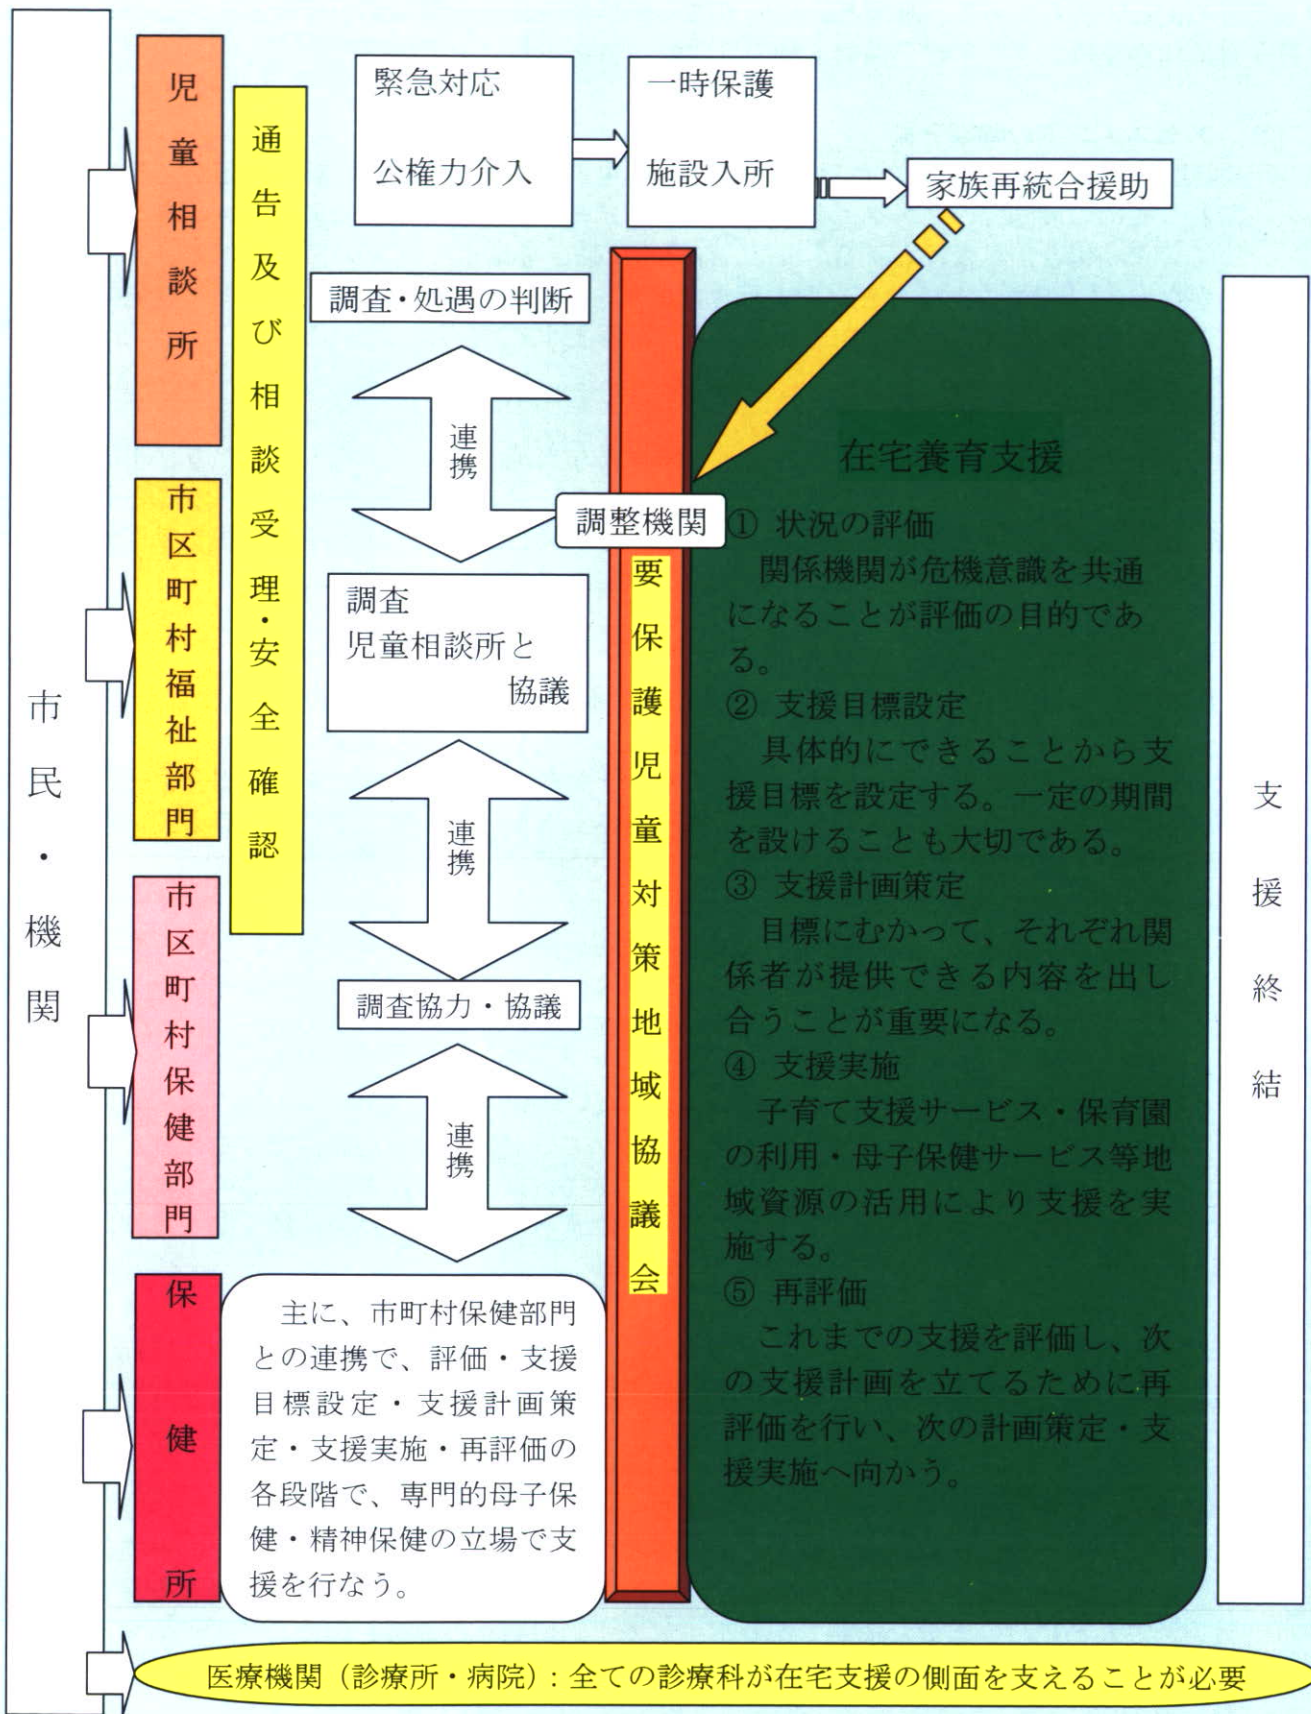 市民・機関
児童相談所
市区町村福祉部門
市区町村保健部門
保健所
通告及び相談受理・安全確認
緊急対応
公権力介入
一時保護
施設入所
家族再統合援助
調査・処遇の判断
連携
調査
児童相談所と
協議
連携
調査協力・協議
連携
主に、市町村保健部門
との連携で、評価・支援
目標設定・支援計画策
定・支援実施・再評価の
各段階で、専門的母子保
健・精神保健の立場で支
援を行なう。
調整機関
要保護児童対策地域協議会
在宅養育支援
① 状況の評価
関係機関が危機意識を共通
になることが評価の目的であ
る。
② 支援目標設定
具体的にできることから支
援目標を設定する。一定の期間
を設けることも大切である。
③ 支援計画策定
目標にむかって、それぞれ関
係者が提供できる内容を出し
合うことが重要になる。
④ 支援実施
子育て支援サービス・保育園
の利用・母子保健サービス等地
域資源の活用により支援を実
施する。
⑤ 再評価
これまでの支援を評価し、次
の支援計画を立てるために再
評価を行い、次の計画策定・支
援実施へ向かう。
支援終結
医療機関（診療所・病院）：全ての診療科が在宅支援の側面を支えることが必要